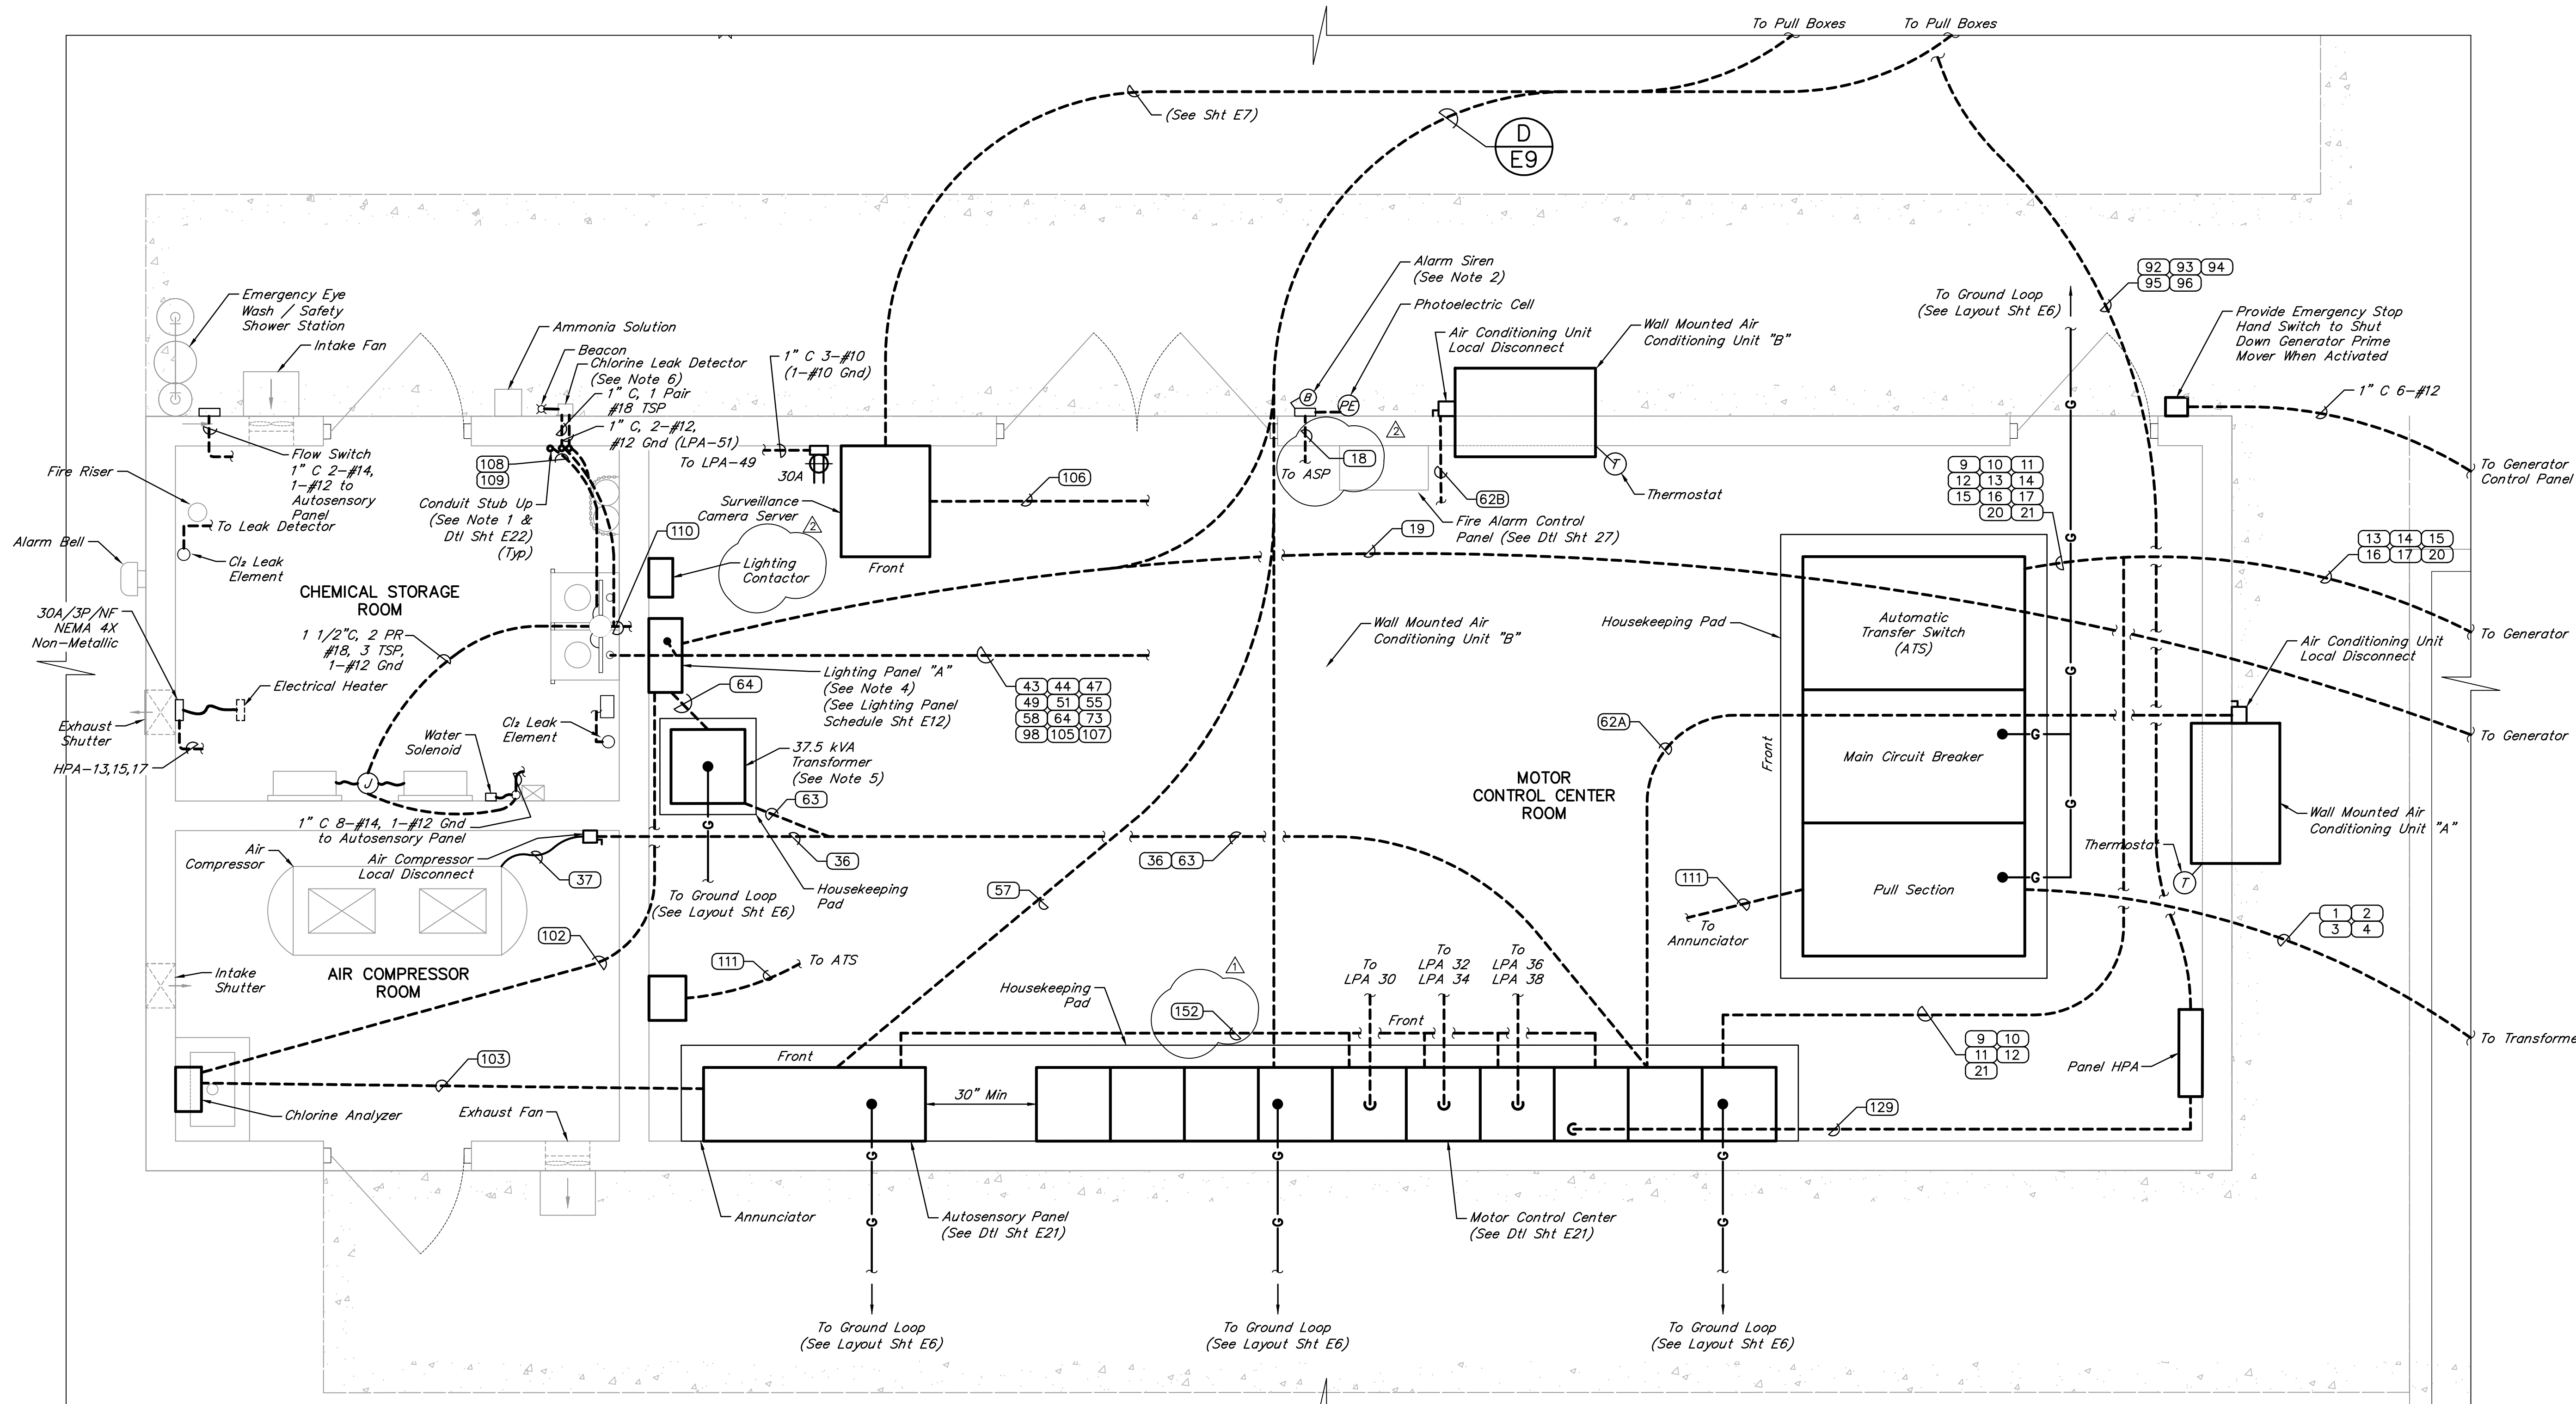 To Pull Boxes
To Pull Boxes
(See Sht E7)
D
E9
Alarm Siren
(See Note 2)
Photoelectric Cell
B
PE
Air Conditioning Unit
Local Disconnect
Wall Mounted Air
Conditioning Unit "B"
To Ground Loop
(See Layout Sht E6)
92 93 94
95 96
Provide Emergency Stop
Hand Switch to Shut
Down Generator Prime
Mover When Activated
1" C 6-#12
To Generator
Control Panel
Emergency Eye
Wash / Safety
Shower Station
Intake Fan
Ammonia Solution
Beacon
Chlorine Leak Detector
(See Note 6)
1" C, 1 Pair
#18 TSP
1" C, 2-#12,
#12 Gnd (LPA-51)
1" C 3-#10
(1-#10 Gnd)
To LPA-49
30A
Flow Switch
1" C 2-#14,
1-#12 to
Autosensory
Panel
Fire Riser
To Leak Detector
Alarm Bell
Cl₂ Leak
Element
108
109
Conduit Stub Up
(See Note 1 &
Dtl Sht E22)
(Typ)
Surveillance
Camera Server
2
Front
106
110
Lighting
Contactor
To ASP
18
2
62B
Fire Alarm Control
Panel (See Dtl Sht 27)
T
Thermostat
19
9 10 11
12 13 14
15 16 17
20 21
G
13 14 15
16 17 20
To Generator
CHEMICAL STORAGE
ROOM
30A/3P/NF
NEMA 4X
Non-Metallic
1 1/2"C, 2 PR
#18, 3 TSP,
1-#12 Gnd
Electrical Heater
Exhaust
Shutter
HPA-13,15,17
Water
Solenoid
Cl₂ Leak
Element
J
1" C 8-#14, 1-#12 Gnd
to Autosensory Panel
64
Lighting Panel "A"
(See Note 4)
(See Lighting Panel
Schedule Sht E12)
43 44 47
49 51 55
58 64 73
98 105 107
37.5 kVA
Transformer
(See Note 5)
63
G
Wall Mounted Air
Conditioning Unit "B"
Housekeeping Pad
Automatic
Transfer Switch
(ATS)
G
Air Conditioning Unit
Local Disconnect
62A
Front
Main Circuit Breaker
G
G
To Generator
MOTOR
CONTROL CENTER
ROOM
Wall Mounted Air
Conditioning Unit "A"
Thermostat
T
Air
Compressor
Air Compressor
Local Disconnect
37
36
36 63
Housekeeping
Pad
To Ground Loop
(See Layout Sht E6)
57
111
To
Annunciator
Pull Section
G
1 2
3 4
To Transforme
102
Intake
Shutter
AIR COMPRESSOR
ROOM
111
To ATS
Housekeeping
Pad
1
152
To
LPA 30
To
LPA 32
LPA 34
To
LPA 36
LPA 38
Front
Front
9 10
11 12
21
Panel HPA
103
Chlorine Analyzer
Exhaust Fan
30" Min
129
G
G
G
Annunciator
Autosensory Panel
(See Dtl Sht E21)
Motor Control Center
(See Dtl Sht E21)
G
G
G
To Ground Loop
(See Layout Sht E6)
To Ground Loop
(See Layout Sht E6)
To Ground Loop
(See Layout Sht E6)